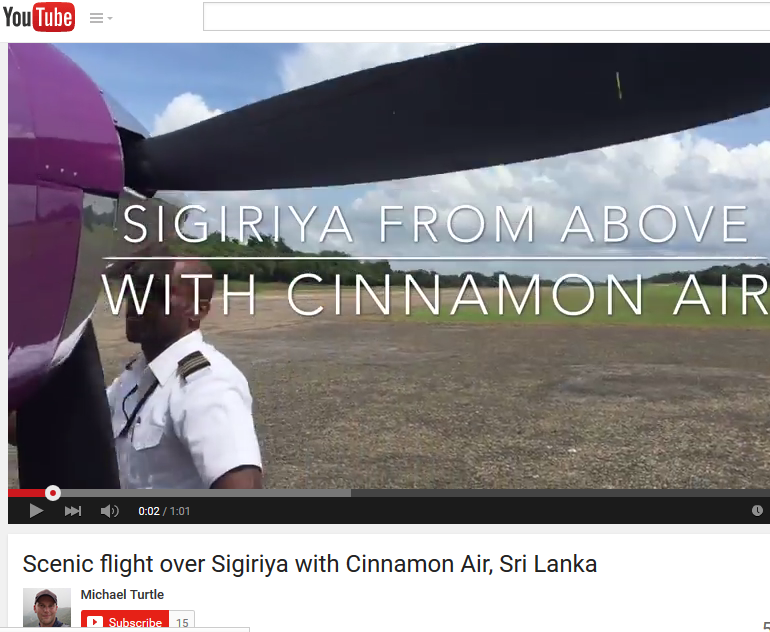 YouTube
SIGIRIYA FROM ABOVE
WITH CINNAMON AIR
0:02 / 1:01
Scenic flight over Sigiriya with Cinnamon Air, Sri Lanka
Michael Turtle
Subscribe 15